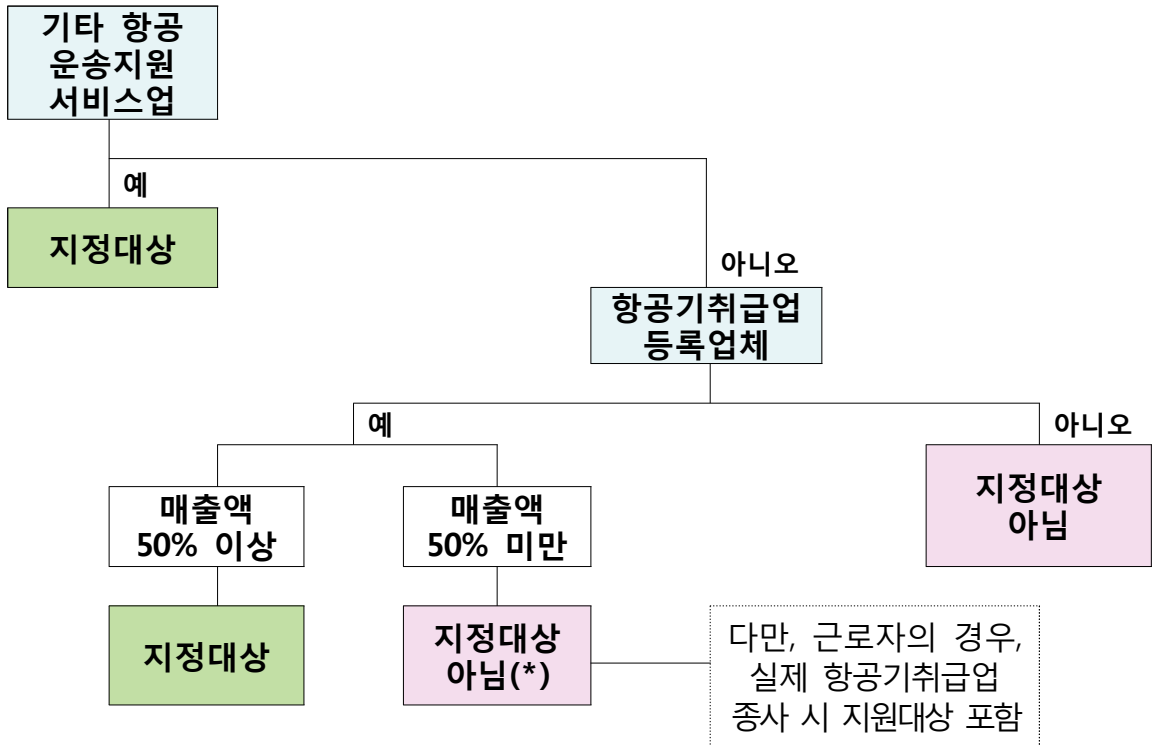 기타 항공
운송지원
서비스업
예
지정대상
아니오
항공기취급업
등록업체
예
아니오
매출액
50% 이상
매출액
50% 미만
지정대상
아님
지정대상
지정대상
아님(*)
다만, 근로자의 경우,
실제 항공기취급업
종사 시 지원대상 포함